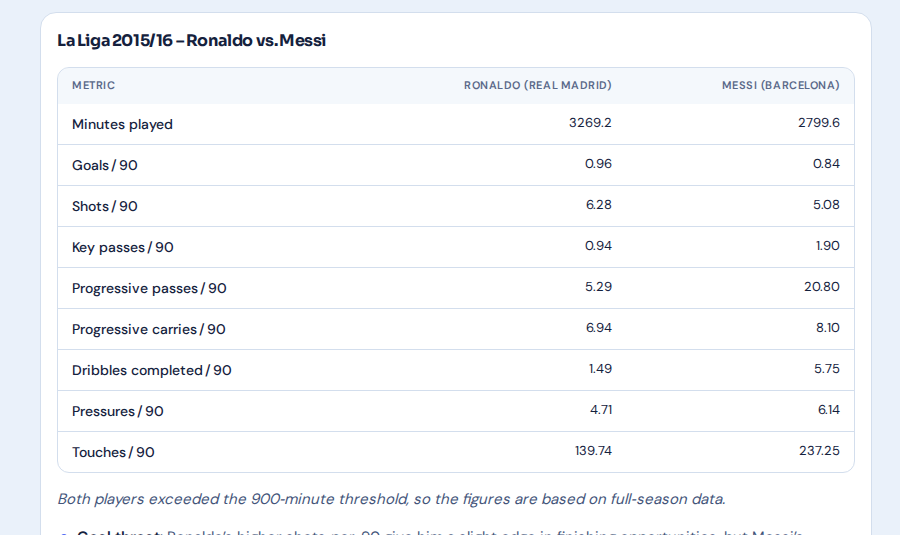 La Liga 2015/16 – Ronaldo vs. Messi
METRIC RONALDO (REAL MADRID) MESSI (BARCELONA)
Minutes played 3269.2 2799.6
Goals / 90 0.96 0.84
Shots / 90 6.28 5.08
Key passes / 90 0.94 1.90
Progressive passes / 90 5.29 20.80
Progressive carries / 90 6.94 8.10
Dribbles completed / 90 1.49 5.75
Pressures / 90 4.71 6.14
Touches / 90 139.74 237.25
Both players exceeded the 900-minute threshold, so the figures are based on full-season data.